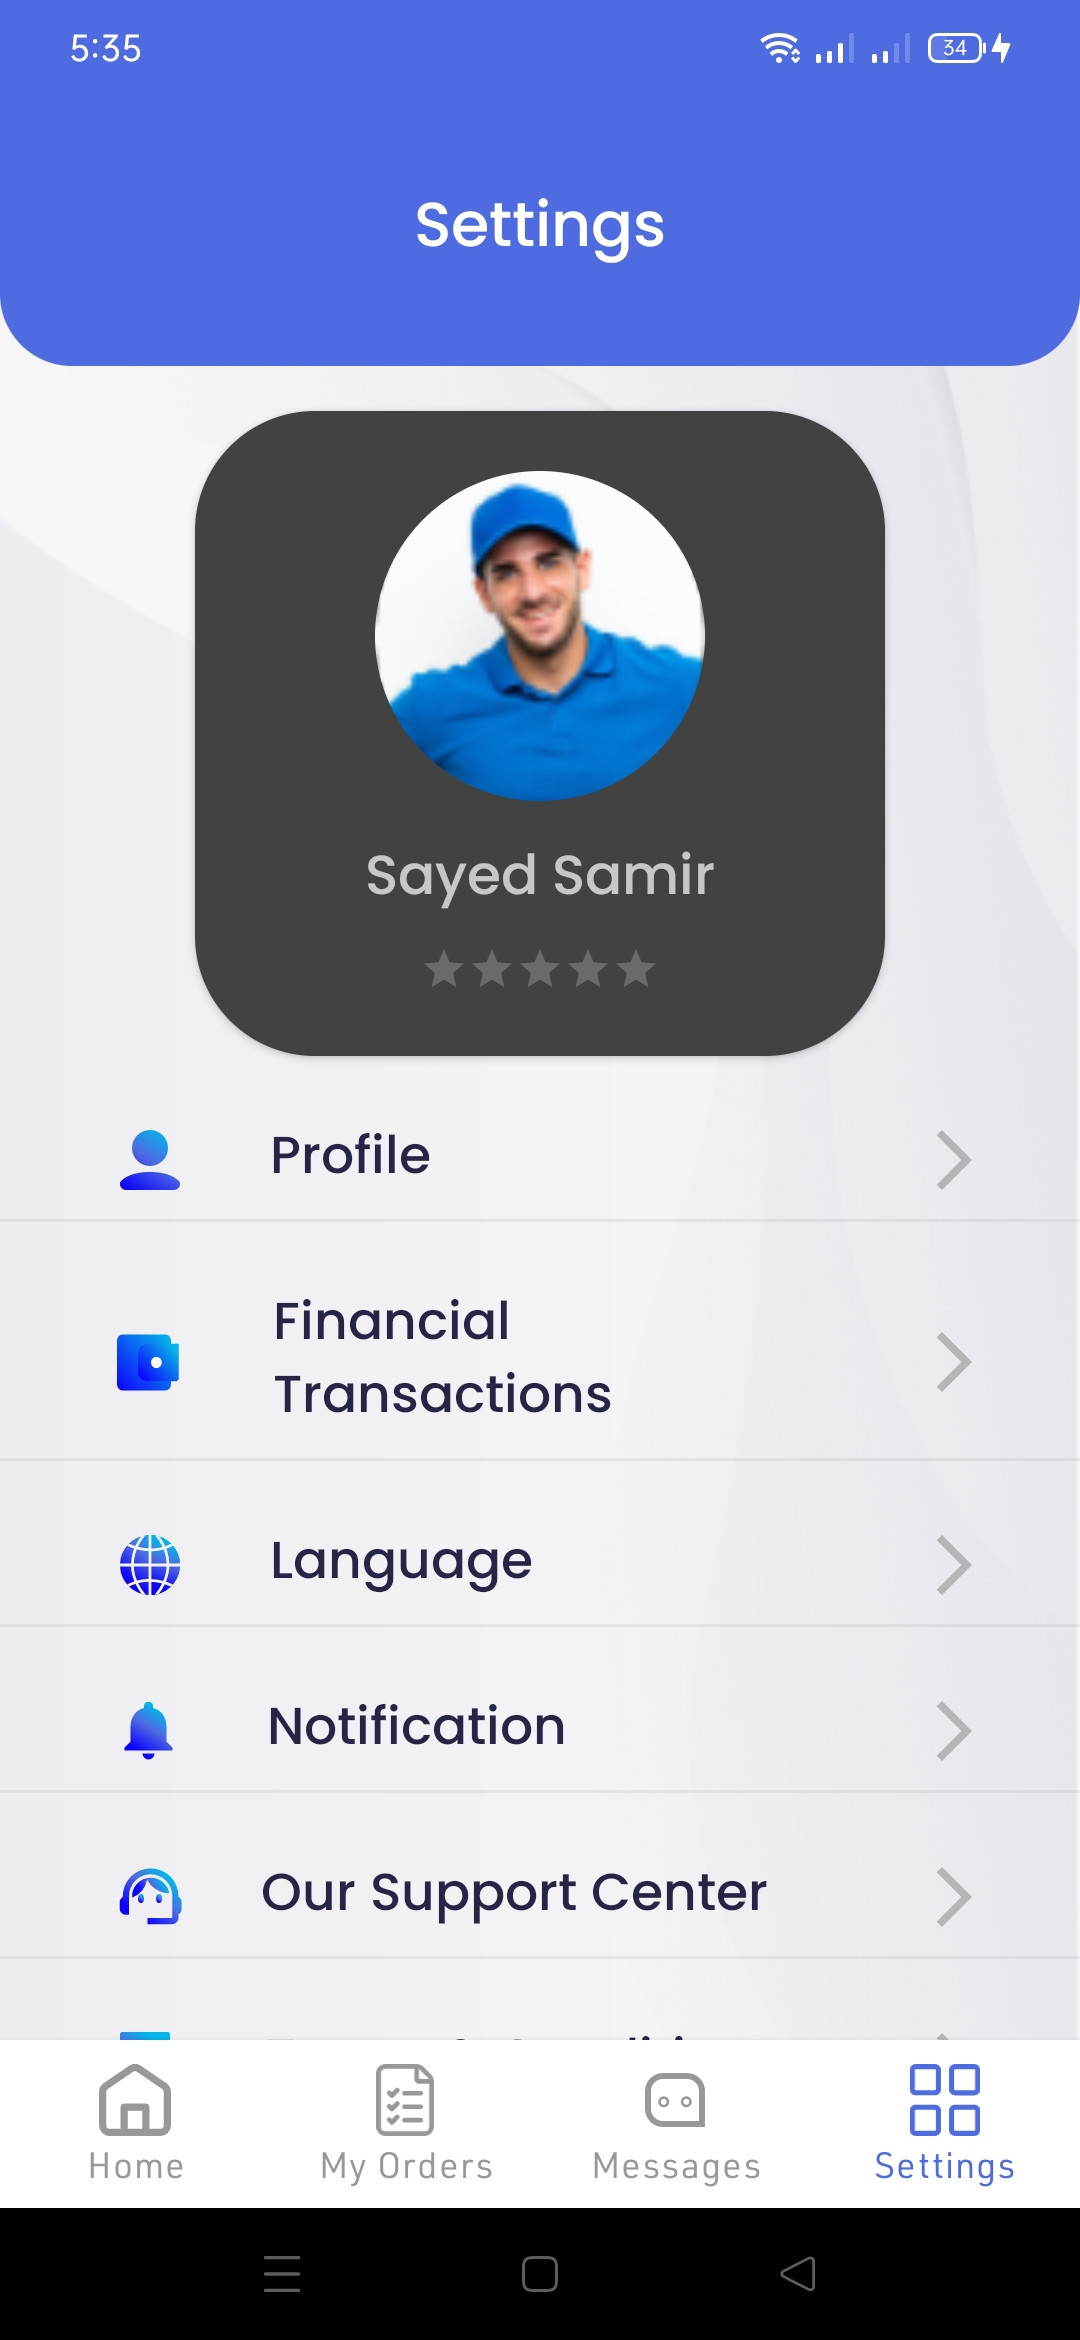 5:35
34
Settings
Sayed Samir
Profile
Financial
Transactions
Language
Notification
Our Support Center
Home
My Orders
Messages
Settings